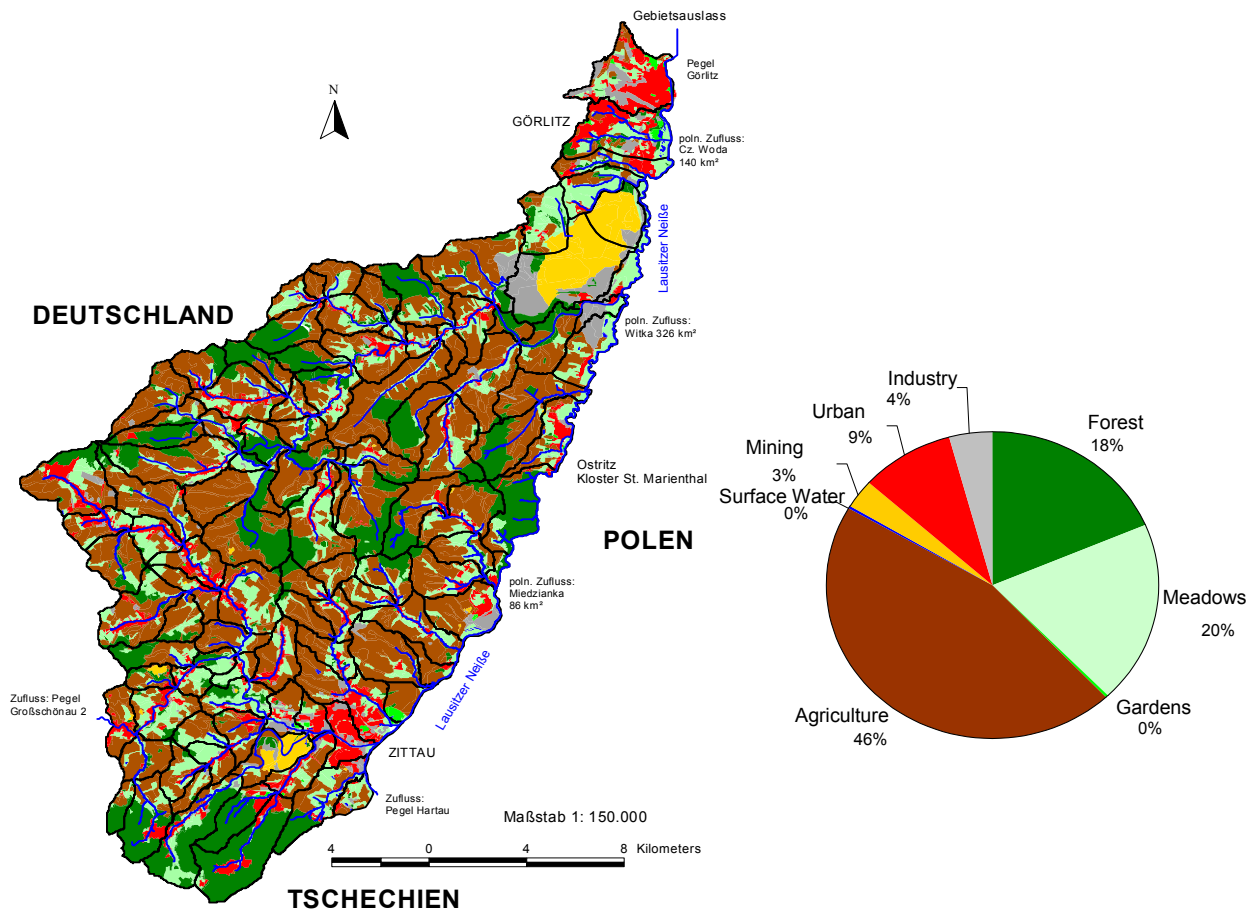 Gebietsauslass
Pegel
Görlitz
N
GÖRLITZ
poln. Zufluss:
Cz. Woda
140 km²
Lausitzer Neiße
DEUTSCHLAND
poln. Zufluss:
Witka 326 km²
Ostritz
Kloster St. Marienthal
POLEN
poln. Zufluss:
Miedzianka
86 km²
Lausitzer Neiße
Zufluss: Pegel
Großschönau 2
ZITTAU
Zufluss:
Pegel Hartau
Maßstab 1: 150.000
4 0 4 8 Kilometers
TSCHECHIEN
Industry
4%
Urban
9%
Mining
3%
Surface Water
0%
Forest
18%
Meadows
20%
Gardens
0%
Agriculture
46%